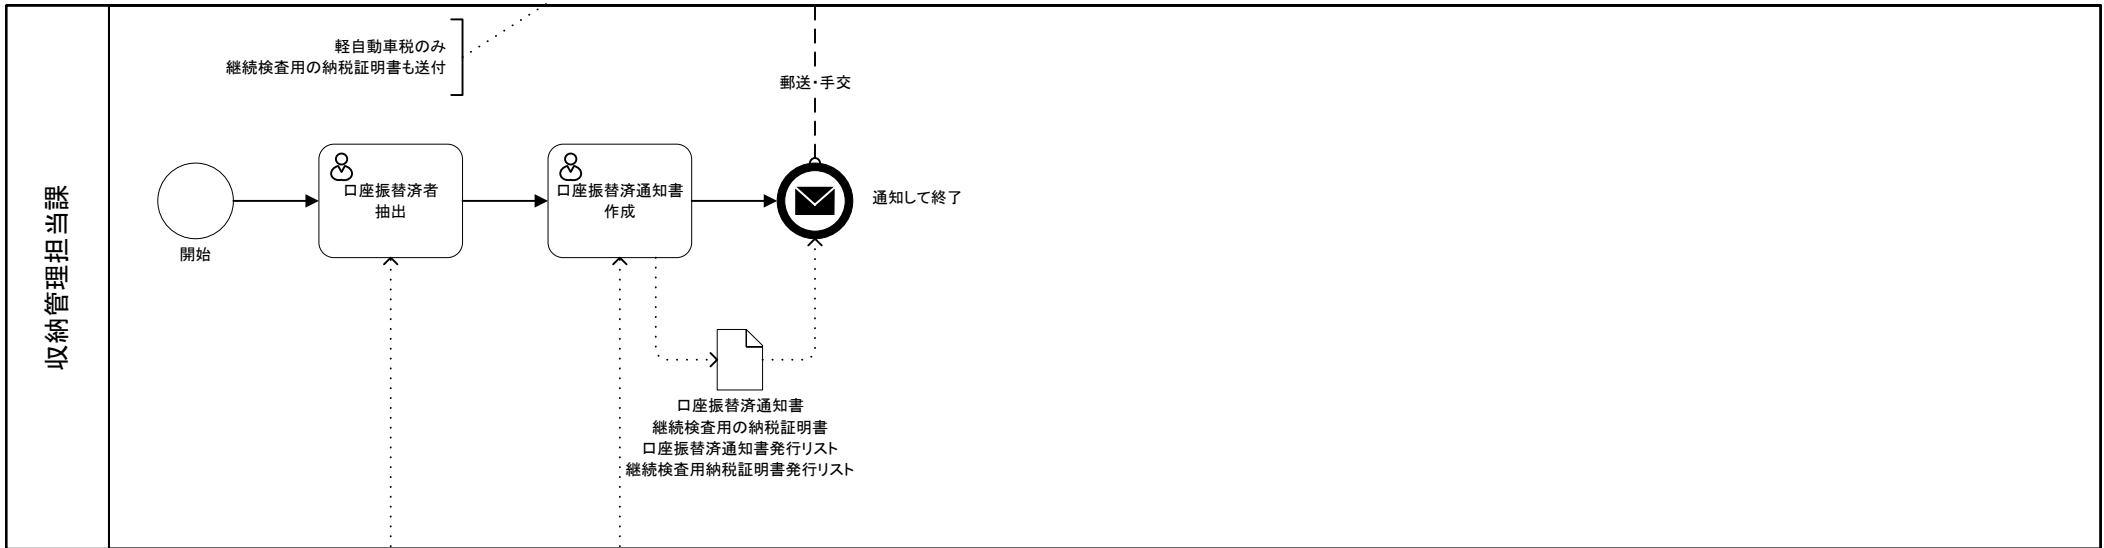 収納管理担当課
軽自動車税のみ
継続検査用の納税証明書も送付
郵送・手交
開始
口座振替済者
抽出
口座振替済通知書
作成
通知して終了
口座振替済通知書
継続検査用の納税証明書
口座振替済通知書発行リスト
継続検査用納税証明書発行リスト